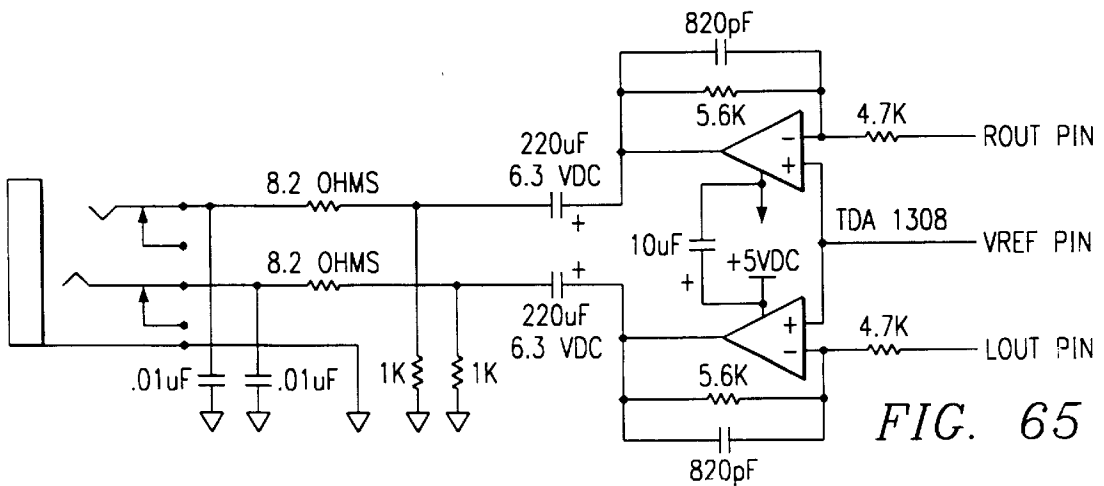 820pF
5.6K
4.7K
ROUT PIN
220uF
6.3 VDC
8.2 OHMS
10uF
TDA 1308
VREF PIN
+5VDC
8.2 OHMS
220uF
6.3 VDC
4.7K
LOUT PIN
.01uF
.01uF
1K
1K
5.6K
820pF
FIG. 65